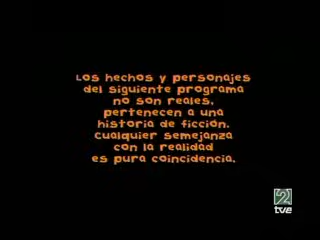 Los hechos y personajes
del siguiente programa
no son reales,
pertenecen a una
historia de ficción.
cualquier semejanza
con la realidad
es pura coincidencia.
2
tve